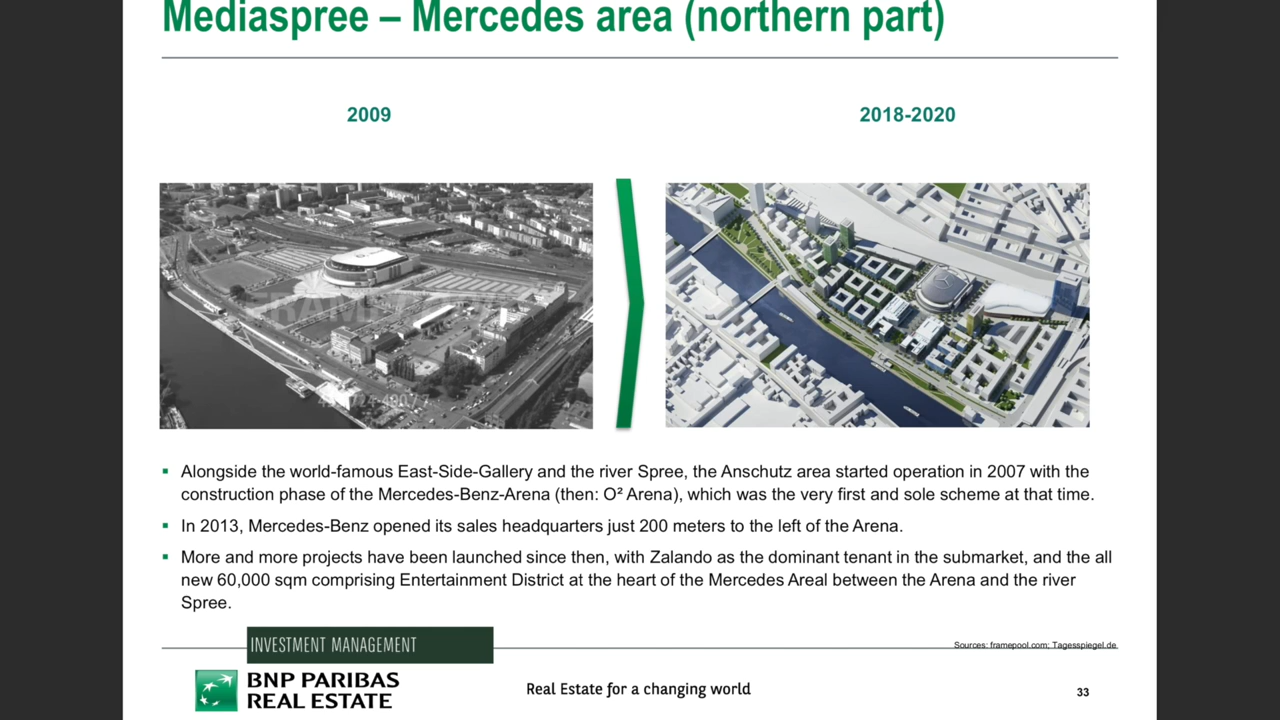 Mediaspree – Mercedes area (northern part)
2009
2018-2020
▪ Alongside the world-famous East-Side-Gallery and the river Spree, the Anschutz area started operation in 2007 with the
construction phase of the Mercedes-Benz-Arena (then: O² Arena), which was the very first and sole scheme at that time.
▪ In 2013, Mercedes-Benz opened its sales headquarters just 200 meters to the left of the Arena.
▪ More and more projects have been launched since then, with Zalando as the dominant tenant in the submarket, and the all
new 60,000 sqm comprising Entertainment District at the heart of the Mercedes Areal between the Arena and the river
Spree.
INVESTMENT MANAGEMENT
Sources: framepool.com; Tagesspiegel.de
BNP PARIBAS
REAL ESTATE
Real Estate for a changing world
33